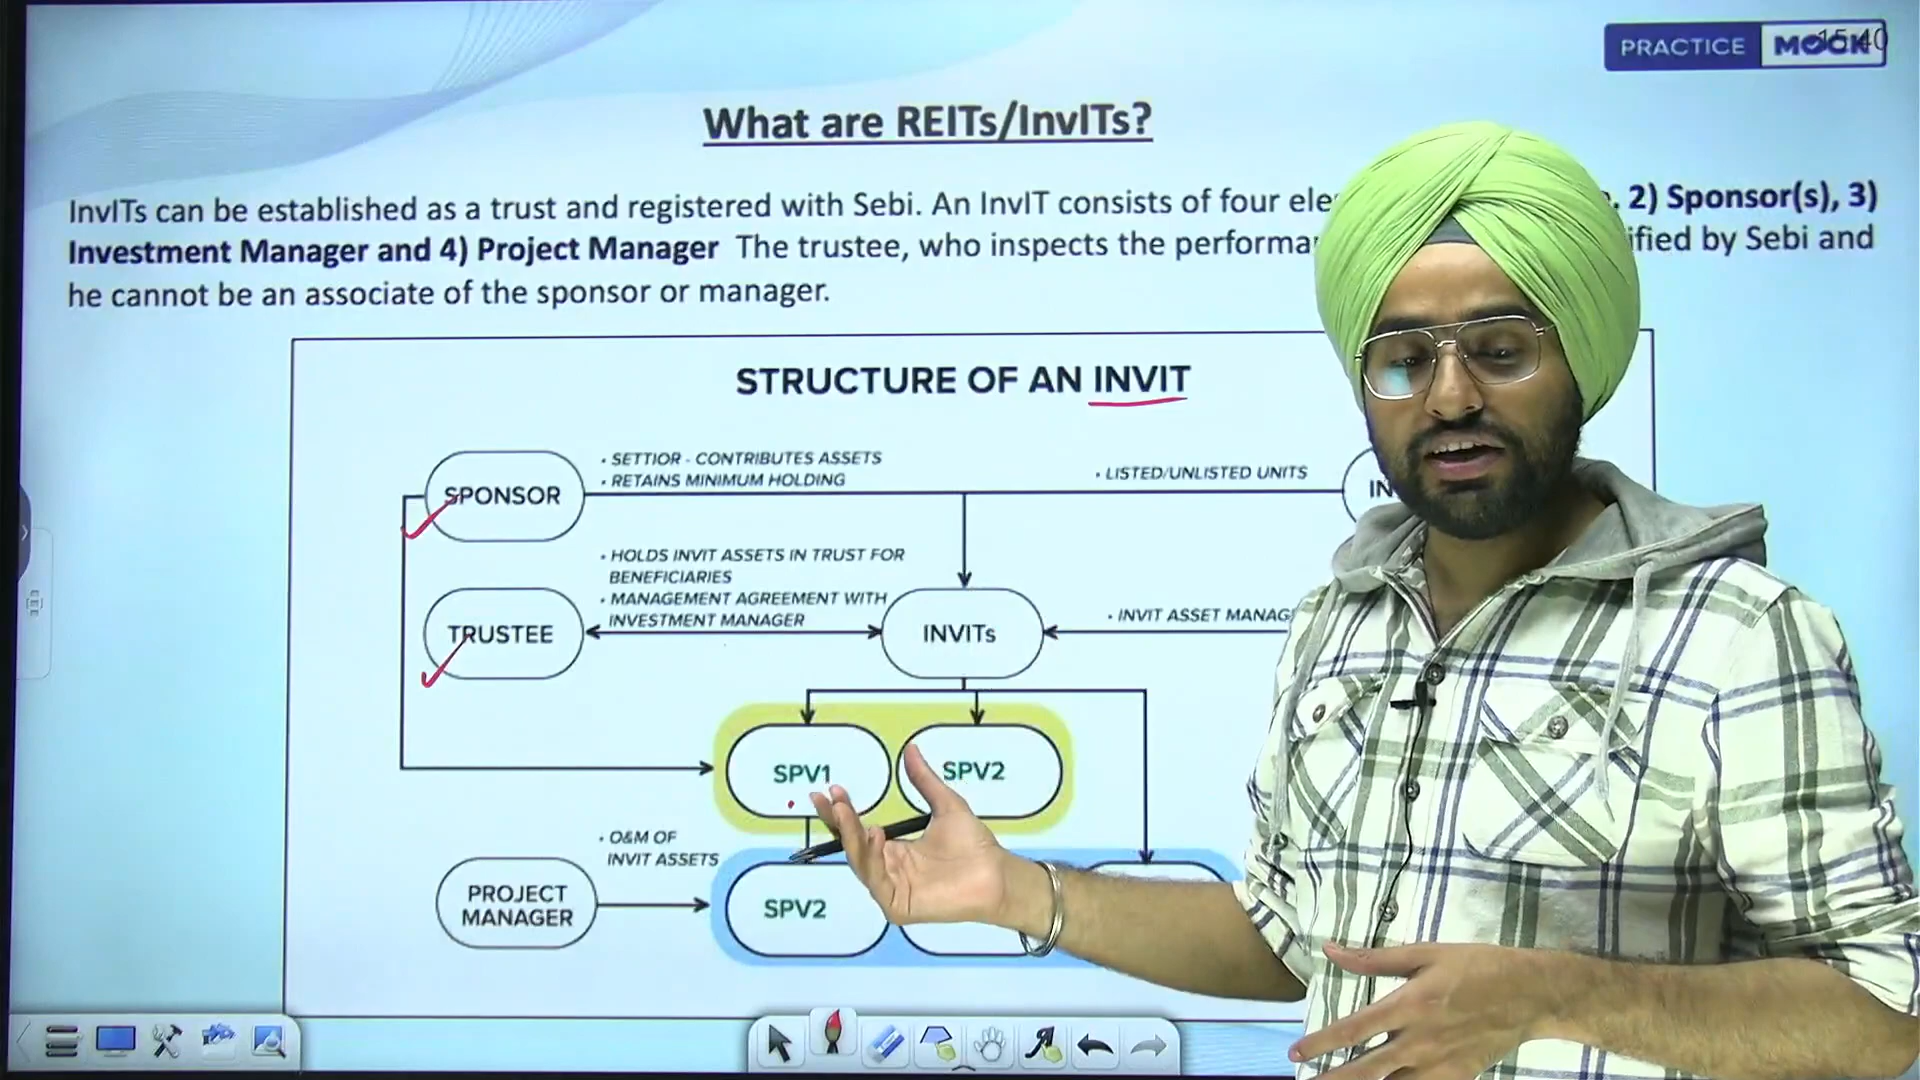 PRACTICE MOCK
15:40
What are REITs/InvITs?
InvITs can be established as a trust and registered with Sebi. An InvIT consists of four 2) Sponsor(s), 3)
Investment Manager and 4) Project Manager The trustee, who inspects the by Sebi and
he cannot be an associate of the sponsor or manager.
STRUCTURE OF AN INVIT
• SETTIOR - CONTRIBUTES ASSETS
• RETAINS MINIMUM HOLDING
• LISTED/UNLISTED UNITS
SPONSOR
• HOLDS INVIT ASSETS IN TRUST FOR
BENEFICIARIES
• MANAGEMENT AGREEMENT WITH
INVESTMENT MANAGER
• INVIT ASSET
TRUSTEE
INVITs
SPV1
SPV2
• O&M OF
INVIT ASSETS
PROJECT
MANAGER
SPV2